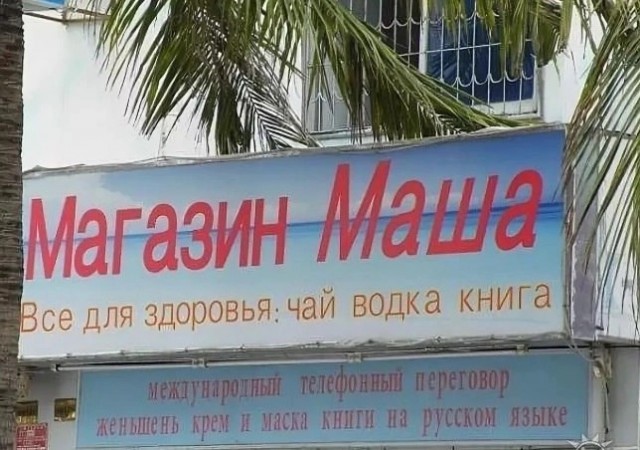 Магазин Маша
Все для здоровья: чай водка книга
международный телефонный переговор
женьшень крем и маска книги на русском языке